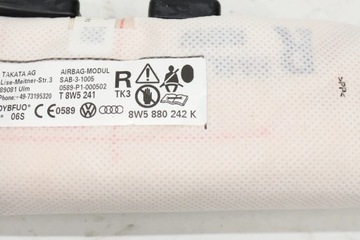 TAKATA AG
Lise-Meitner-Str.3
89081 Ulm
Phone: +49-73195320
DYBFUO*
* 06S
AIRBAG-MODUL
SAB-3-1005
0589-P1-000502
T 8W5 241
R
TK3
CE 0589
8W5 880 242 K
R